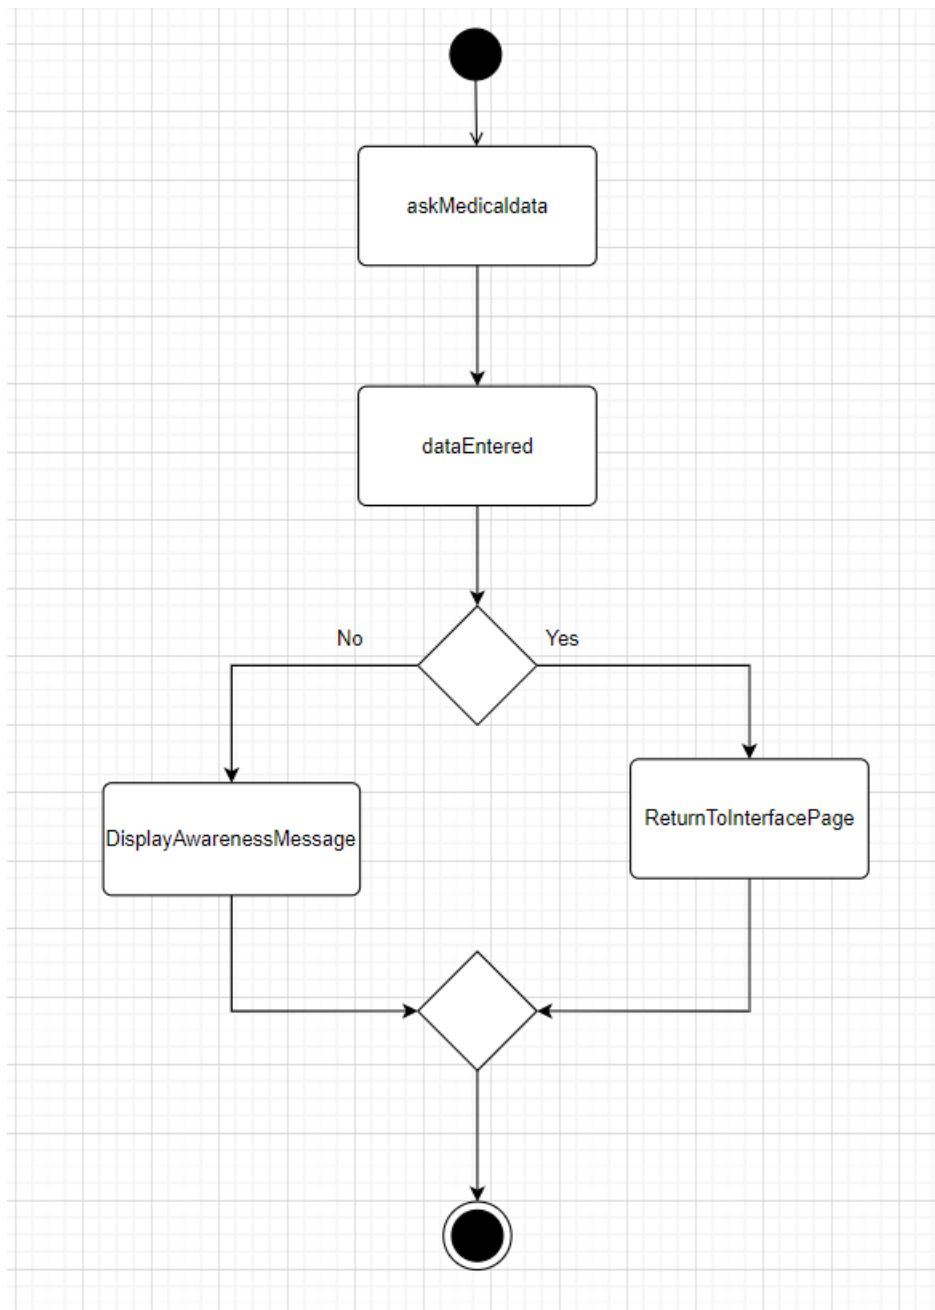 askMedicaldata
dataEntered
No
Yes
ReturnToInterfacePage
DisplayAwarenessMessage